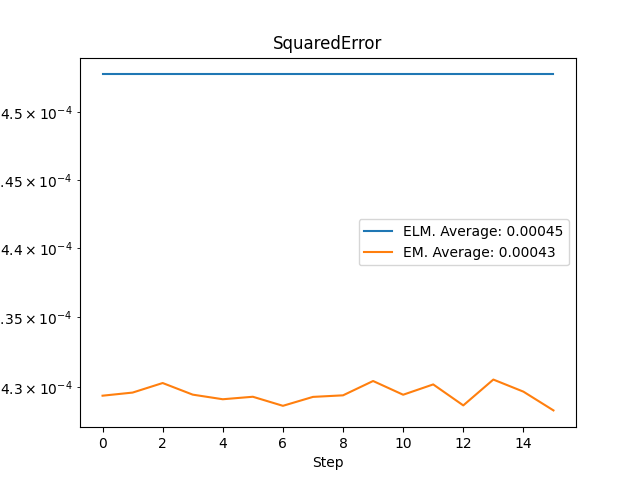 SquaredError
4.5 × 10⁻⁴
.45 × 10⁻⁴
4.4 × 10⁻⁴
.35 × 10⁻⁴
4.3 × 10⁻⁴
ELM. Average: 0.00045
EM. Average: 0.00043
0 2 4 6 8 10 12 14
Step